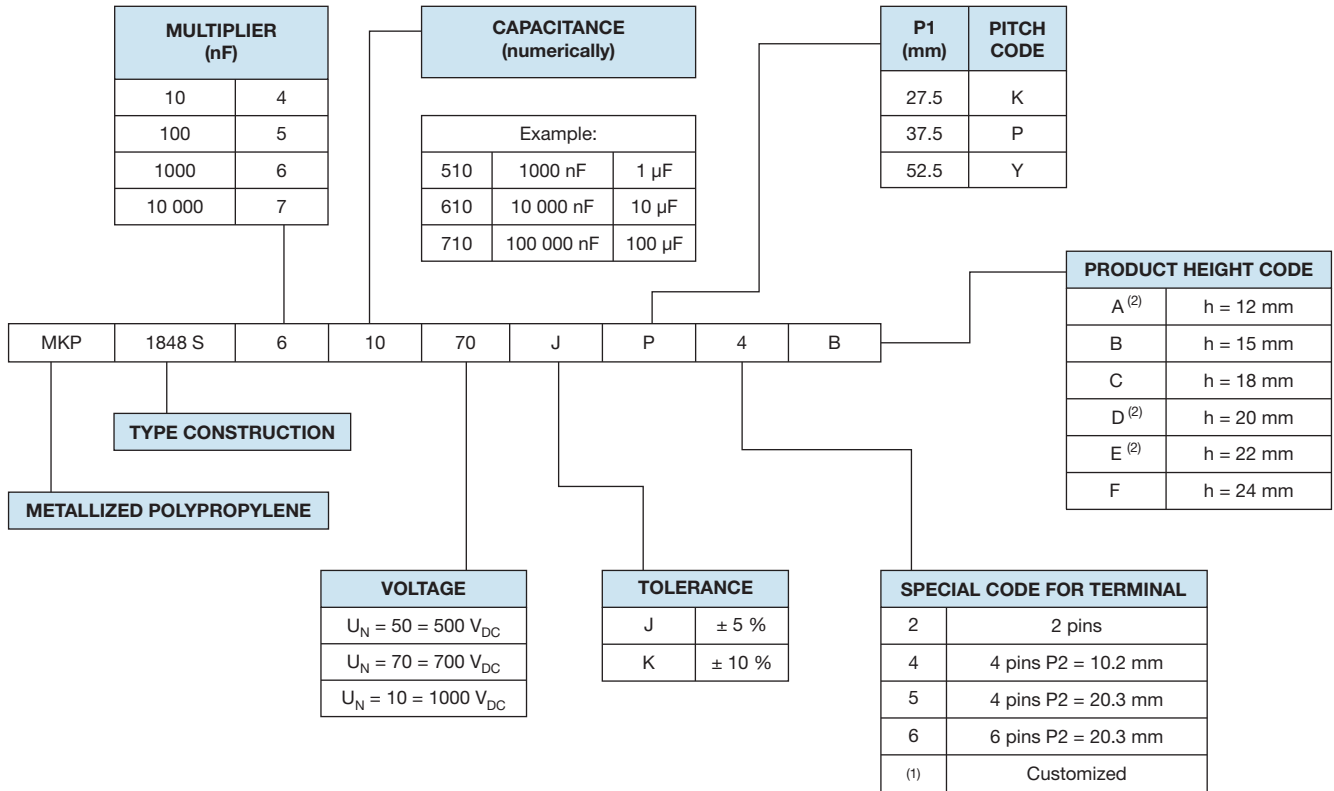 MULTIPLIER
(nF)
10 4
100 5
1000 6
10 000 7
CAPACITANCE
(numerically)
Example:
510 1000 nF 1 µF
610 10 000 nF 10 µF
710 100 000 nF 100 µF
P1
(mm)
PITCH
CODE
27.5 K
37.5 P
52.5 Y
PRODUCT HEIGHT CODE
A (2) h = 12 mm
B h = 15 mm
C h = 18 mm
D (2) h = 20 mm
E (2) h = 22 mm
F h = 24 mm
MKP 1848 S 6 10 70 J P 4 B
TYPE CONSTRUCTION
METALLIZED POLYPROPYLENE
VOLTAGE
UN = 50 = 500 VDC
UN = 70 = 700 VDC
UN = 10 = 1000 VDC
TOLERANCE
J ± 5 %
K ± 10 %
SPECIAL CODE FOR TERMINAL
2 2 pins
4 4 pins P2 = 10.2 mm
5 4 pins P2 = 20.3 mm
6 6 pins P2 = 20.3 mm
(1) Customized